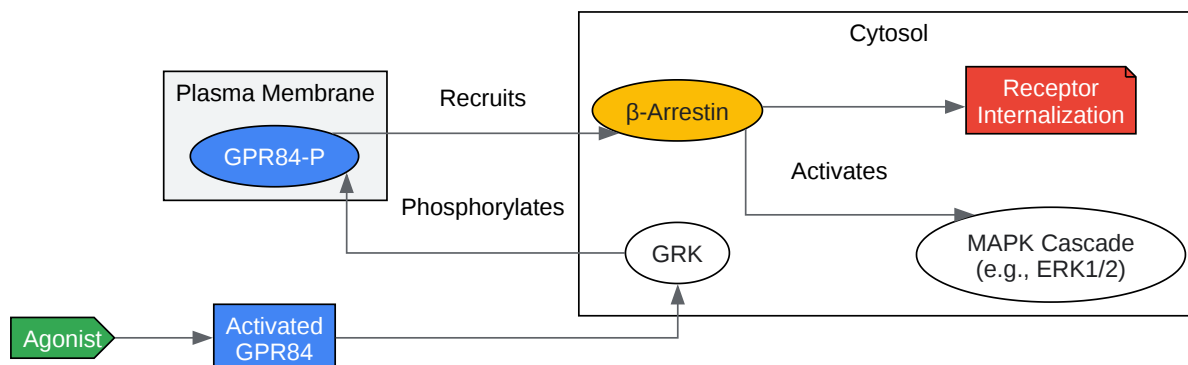 Cytosol
Plasma Membrane
Recruits
β-Arrestin
Receptor
Internalization
GPR84-P
Activates
Phosphorylates
GRK
MAPK Cascade
(e.g., ERK1/2)
Agonist
Activated
GPR84